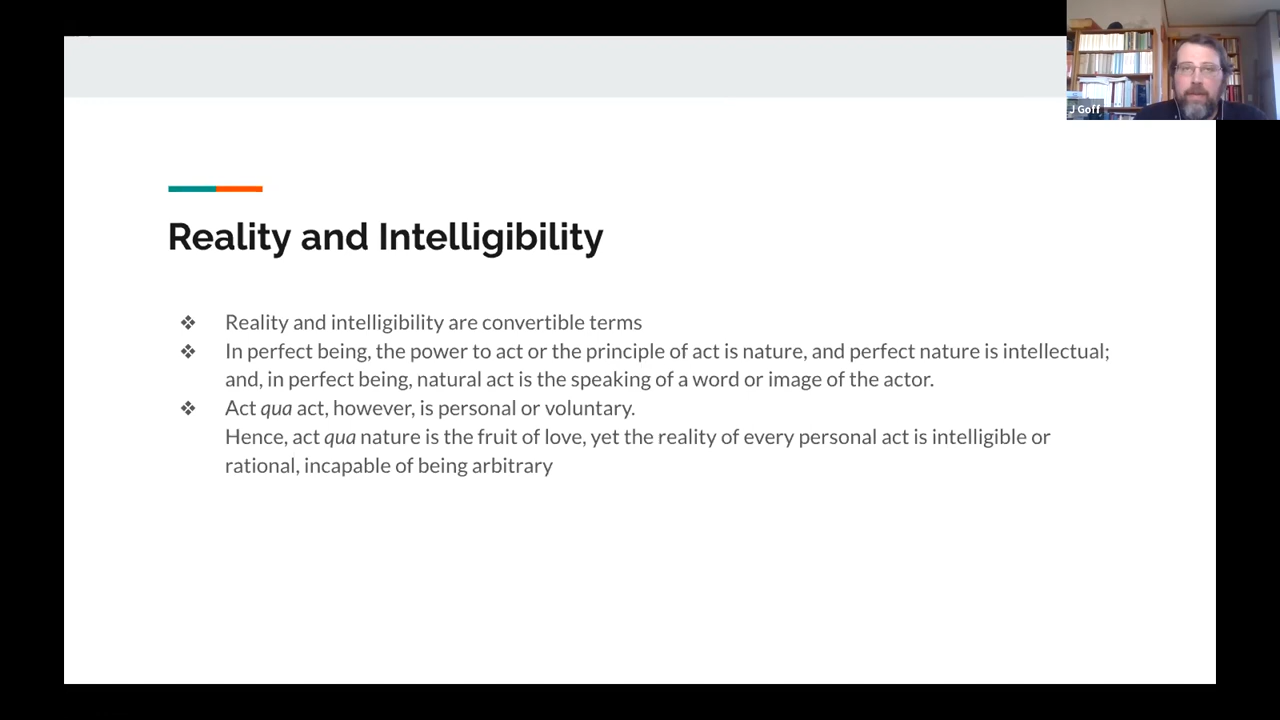 J Goff
Reality and Intelligibility
❖ Reality and intelligibility are convertible terms
❖ In perfect being, the power to act or the principle of act is nature, and perfect nature is intellectual;
and, in perfect being, natural act is the speaking of a word or image of the actor.
❖ Act qua act, however, is personal or voluntary.
Hence, act qua nature is the fruit of love, yet the reality of every personal act is intelligible or
rational, incapable of being arbitrary